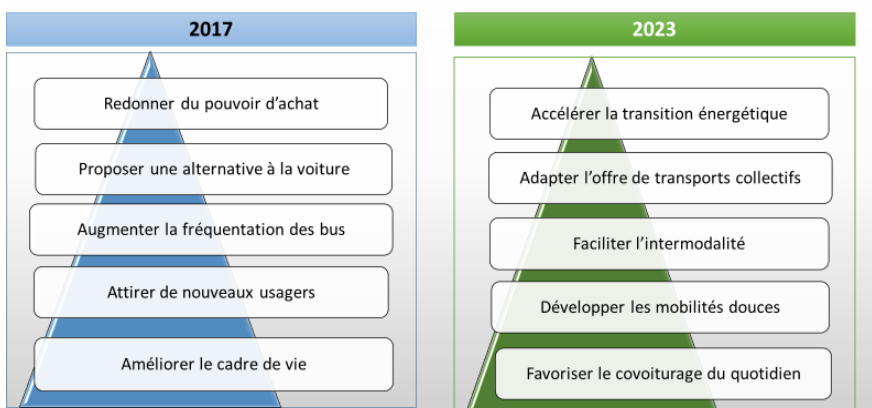 2017
Redonner du pouvoir d’achat
Proposer une alternative à la voiture
Augmenter la fréquentation des bus
Attirer de nouveaux usagers
Améliorer le cadre de vie
2023
Accélérer la transition énergétique
Adapter l’offre de transports collectifs
Faciliter l’intermodalité
Développer les mobilités douces
Favoriser le covoiturage du quotidien